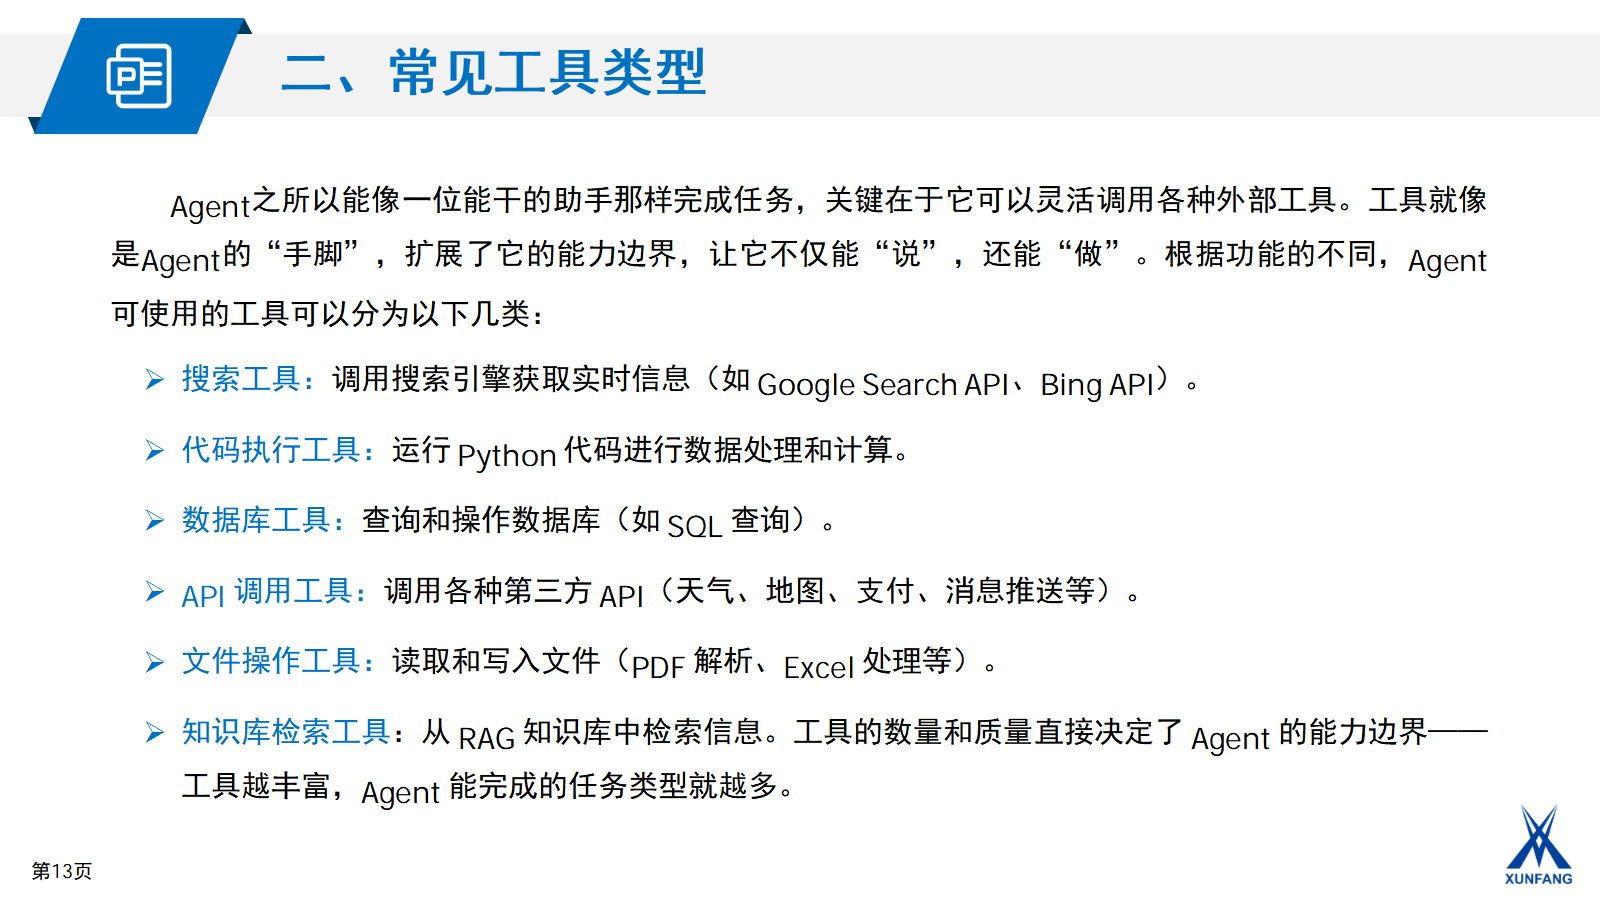 二、常见工具类型
Agent之所以能像一位能干的助手那样完成任务，关键在于它可以灵活调用各种外部工具。工具就像
是Agent的“手脚”，扩展了它的能力边界，让它不仅能“说”，还能“做”。根据功能的不同，Agent
可使用的工具可以分为以下几类：
➢ 搜索工具：调用搜索引擎获取实时信息（如 Google Search API、Bing API）。
➢ 代码执行工具：运行 Python 代码进行数据处理和计算。
➢ 数据库工具：查询和操作数据库（如 SQL 查询）。
➢ API 调用工具：调用各种第三方 API（天气、地图、支付、消息推送等）。
➢ 文件操作工具：读取和写入文件（PDF 解析、Excel 处理等）。
➢ 知识库检索工具：从 RAG 知识库中检索信息。工具的数量和质量直接决定了 Agent 的能力边界——
工具越丰富，Agent 能完成的任务类型就越多。
第13页
XUNFANG